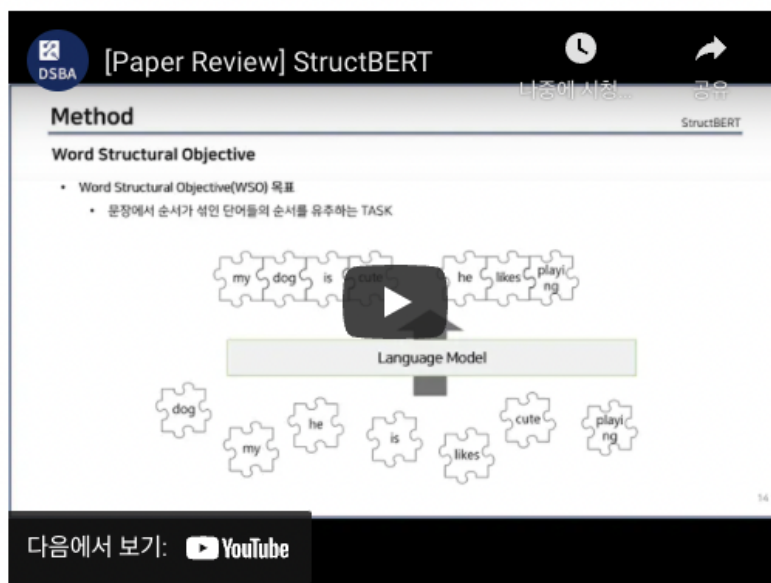 DSBA
[Paper Review] StructBERT
나중에 시청...
공유
Method
StructBERT
Word Structural Objective
• Word Structural Objective(WSO) 목표
• 문장에서 순서가 섞인 단어들의 순서를 유추하는 TASK
my dog is cute he likes playi
ng
Language Model
dog
my
he
is
likes
cute
playi
ng
14
다음에서 보기: YouTube